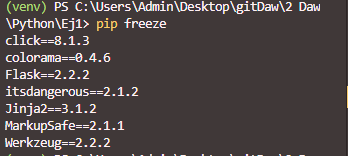 (venv) PS C:\Users\Admin\Desktop\gitDaw\2 Daw
\Python\Ej1> pip freeze
click==8.1.3
colorama==0.4.6
Flask==2.2.2
itsdangerous==2.1.2
Jinja2==3.1.2
MarkupSafe==2.1.1
Werkzeug==2.2.2